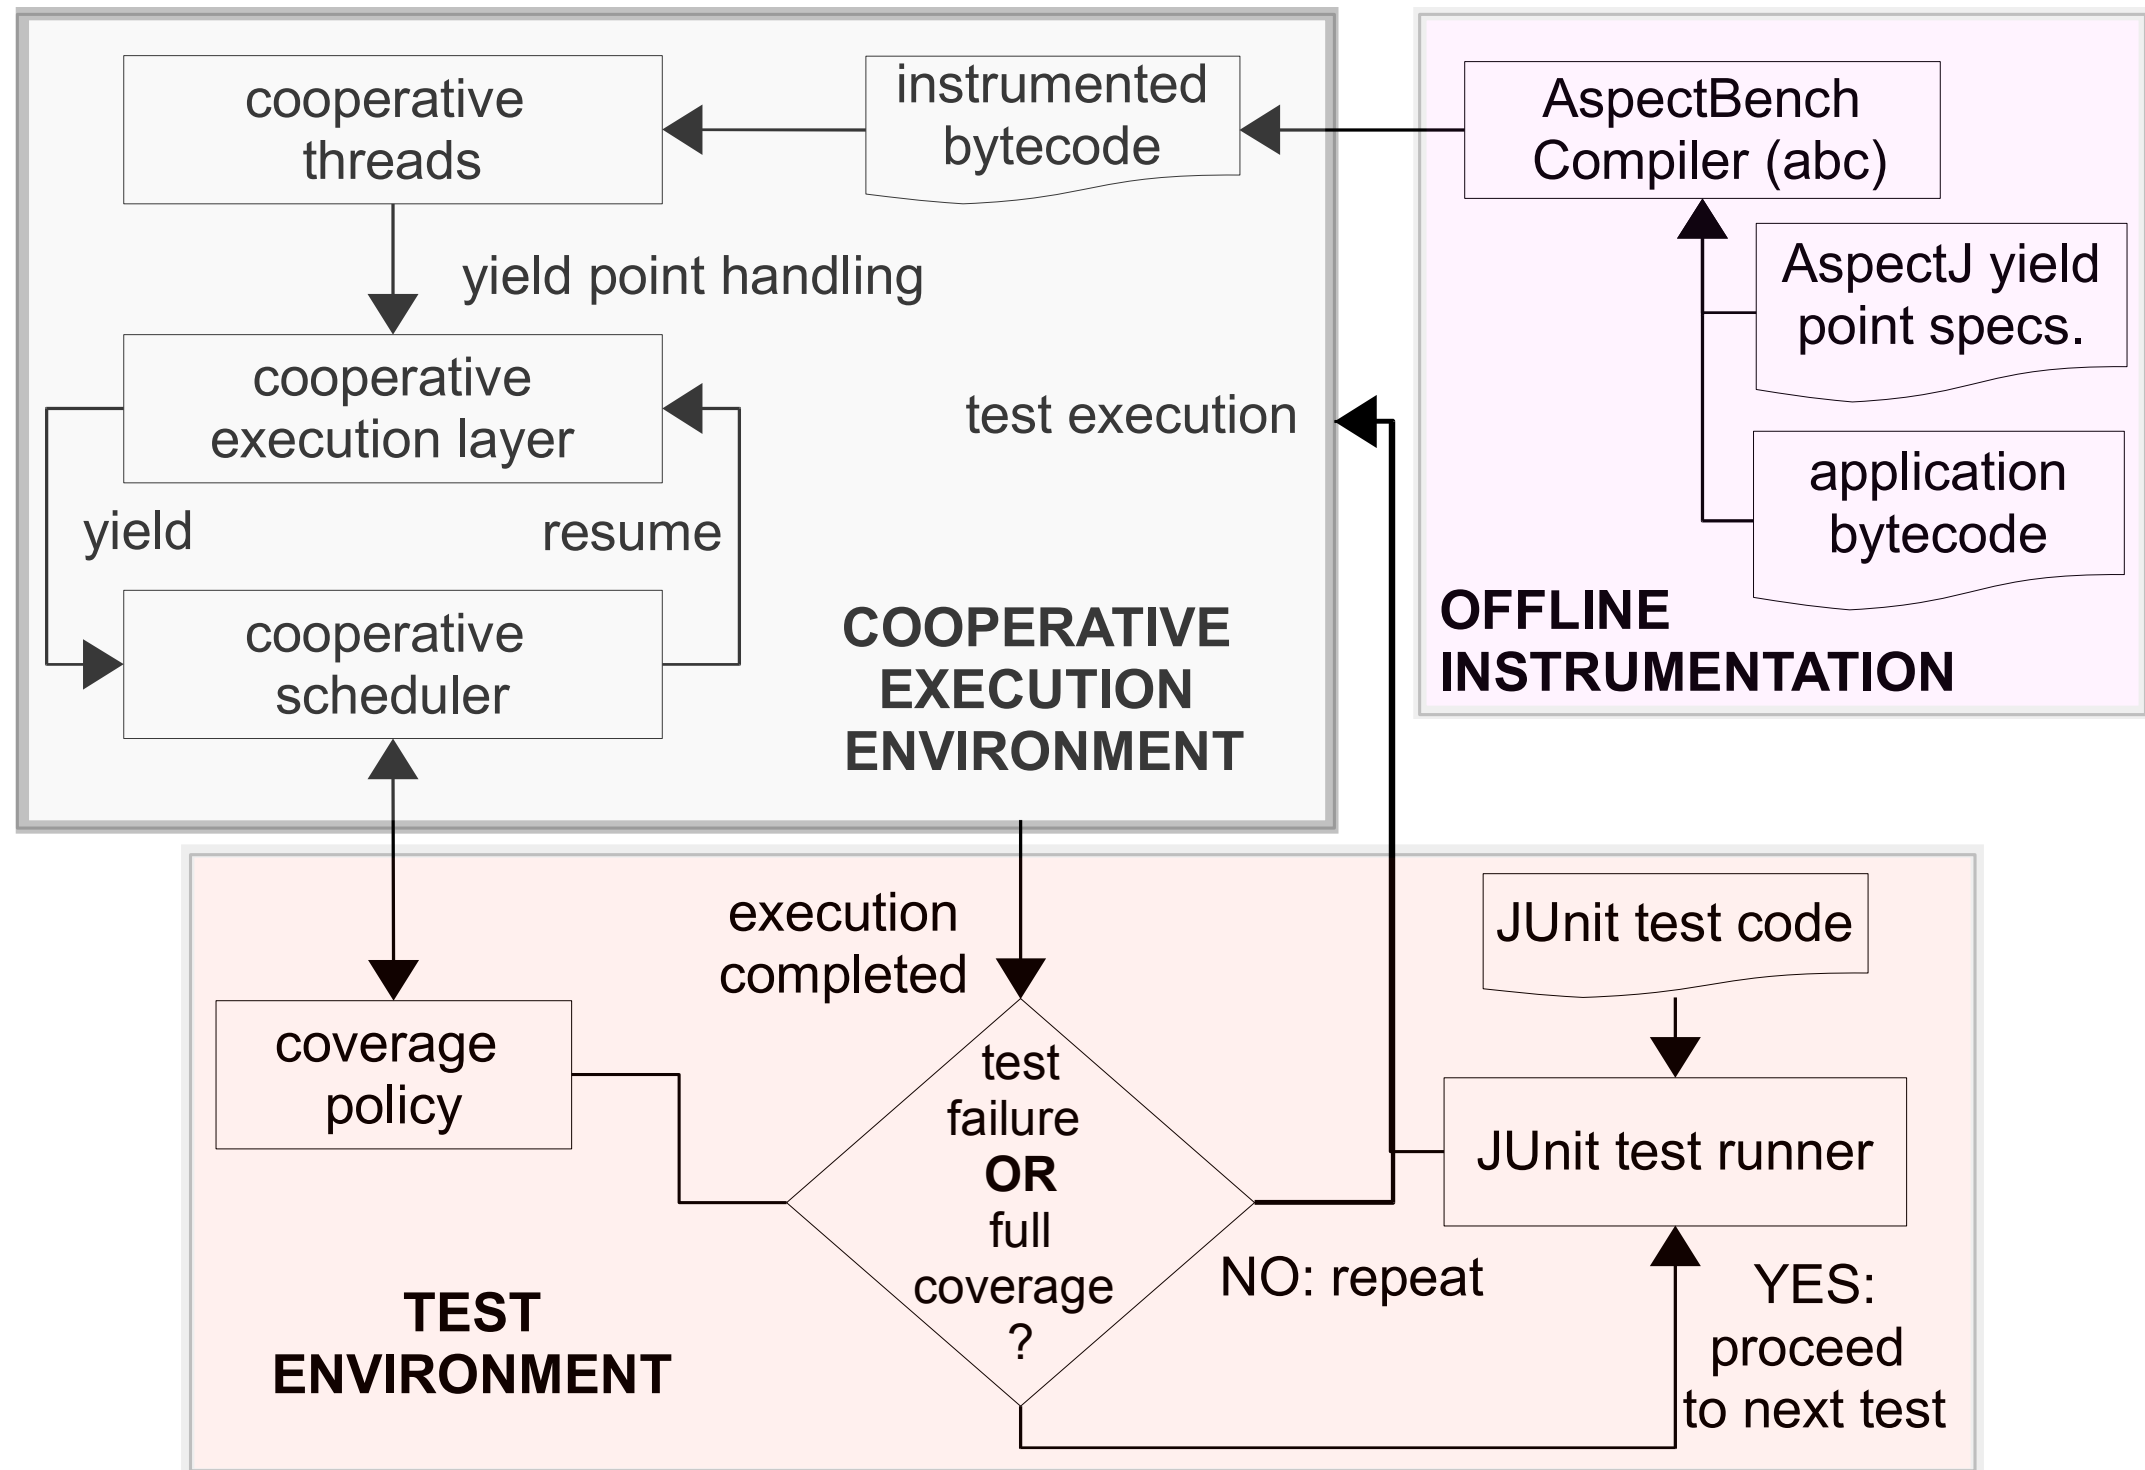 cooperative
threads
instrumented
bytecode
AspectBench
Compiler (abc)
yield point handling
AspectJ yield
point specs.
cooperative
execution layer
test execution
application
bytecode
yield
resume
cooperative
scheduler
COOPERATIVE
EXECUTION
ENVIRONMENT
OFFLINE
INSTRUMENTATION
execution
completed
JUnit test code
coverage
policy
test
failure
OR
full
coverage
?
JUnit test runner
NO: repeat
YES:
proceed
to next test
TEST
ENVIRONMENT